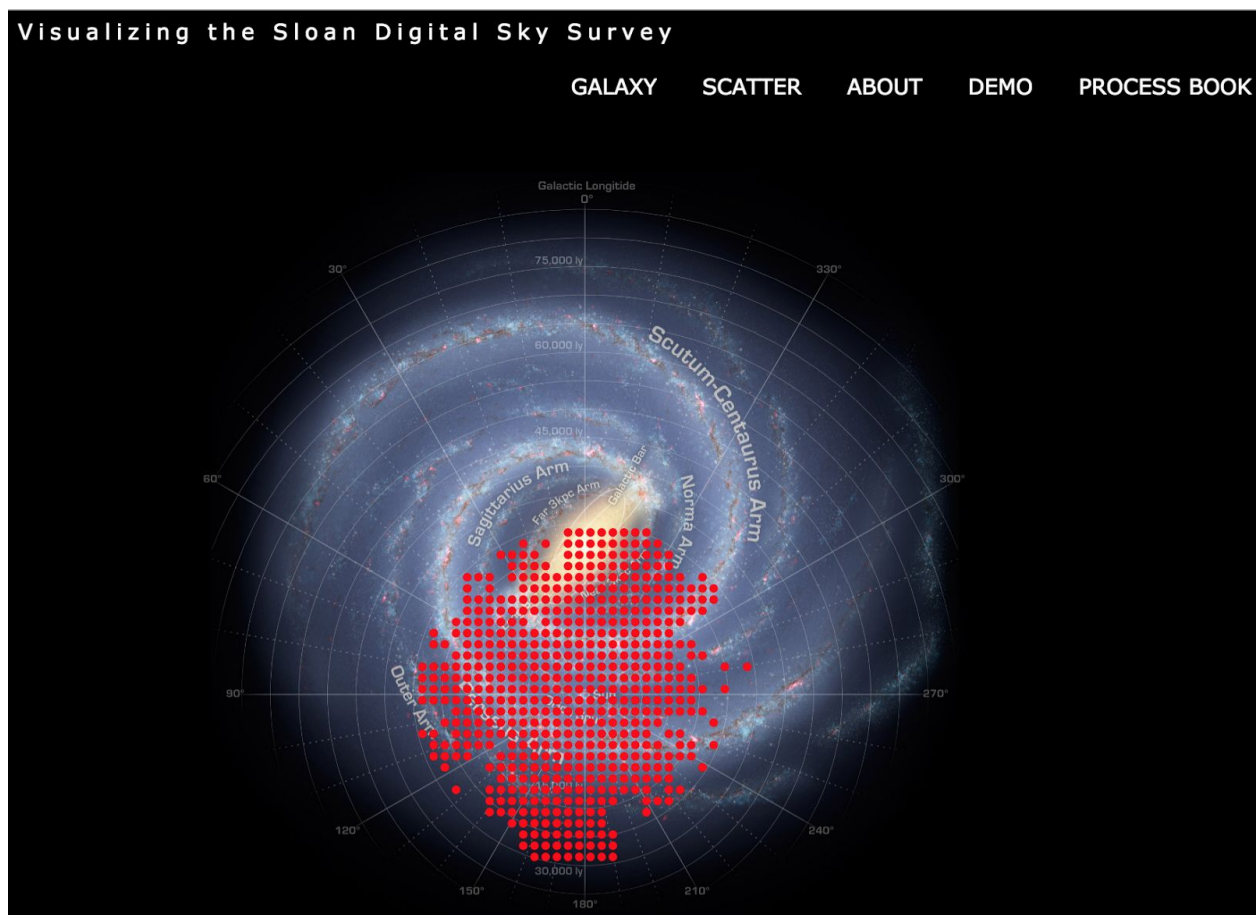 Visualizing the Sloan Digital Sky Survey
GALAXY SCATTER ABOUT DEMO PROCESS BOOK
Galactic Longitide
0°
30°
330°
75,000 ly
60,000 ly
Scutum-Centaurus Arm
45,000 ly
Sagittarius Arm
Far 3kpc Arm
Galactic Bar
Norma Arm
60°
300°
90°
270°
Outer Arm
120°
240°
30,000 ly
150°
210°
180°